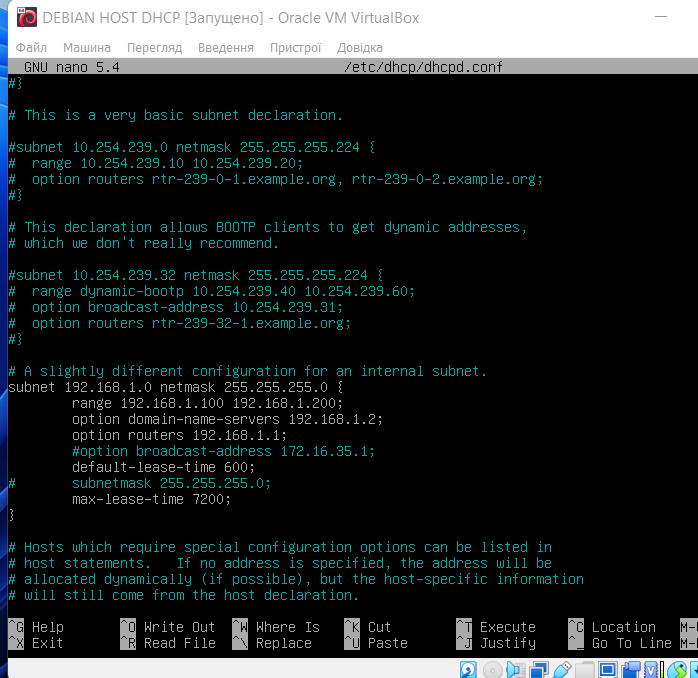 DEBIAN HOST DHCP [Запущено] - Oracle VM VirtualBox
Файл Машина Перегляд Введення Пристрої Довідка
GNU nano 5.4 /etc/dhcp/dhcpd.conf
#}
# This is a very basic subnet declaration.
#subnet 10.254.239.0 netmask 255.255.255.224 {
#  range 10.254.239.10 10.254.239.20;
#  option routers rtr-239-0-1.example.org, rtr-239-0-2.example.org;
#}
# This declaration allows BOOTP clients to get dynamic addresses,
# which we don't really recommend.
#subnet 10.254.239.32 netmask 255.255.255.224 {
#  range dynamic-bootp 10.254.239.40 10.254.239.60;
#  option broadcast-address 10.254.239.31;
#  option routers rtr-239-32-1.example.org;
#}
# A slightly different configuration for an internal subnet.
subnet 192.168.1.0 netmask 255.255.255.0 {
        range 192.168.1.100 192.168.1.200;
        option domain-name-servers 192.168.1.2;
        option routers 192.168.1.1;
        #option broadcast-address 172.16.35.1;
        default-lease-time 600;
#       subnetmask 255.255.255.0;
        max-lease-time 7200;
}
# Hosts which require special configuration options can be listed in
# host statements.   If no address is specified, the address will be
# allocated dynamically (if possible), but the host-specific information
# will still come from the host declaration.
^G Help ^O Write Out ^W Where Is ^K Cut ^T Execute ^C Location M-
^X Exit ^R Read File ^\ Replace ^U Paste ^J Justify ^_ Go To Line M-